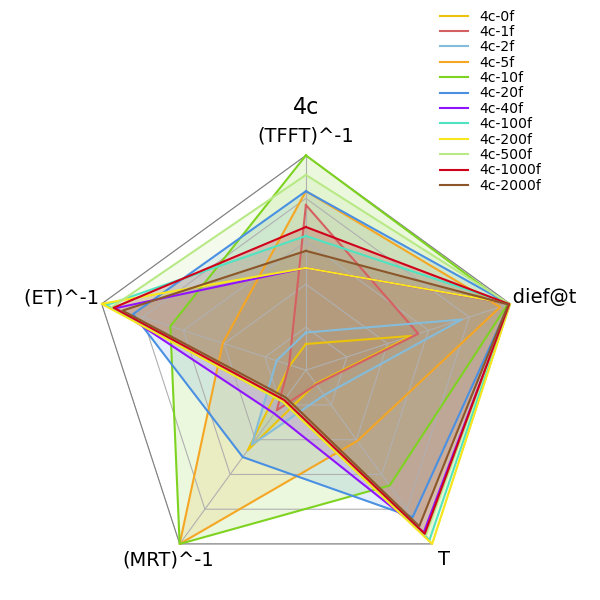 4c-0f
4c-1f
4c-2f
4c-5f
4c-10f
4c-20f
4c-40f
4c-100f
4c-200f
4c-500f
4c-1000f
4c-2000f
4c
(TFFT)^-1
(ET)^-1
dief@t
(MRT)^-1
T